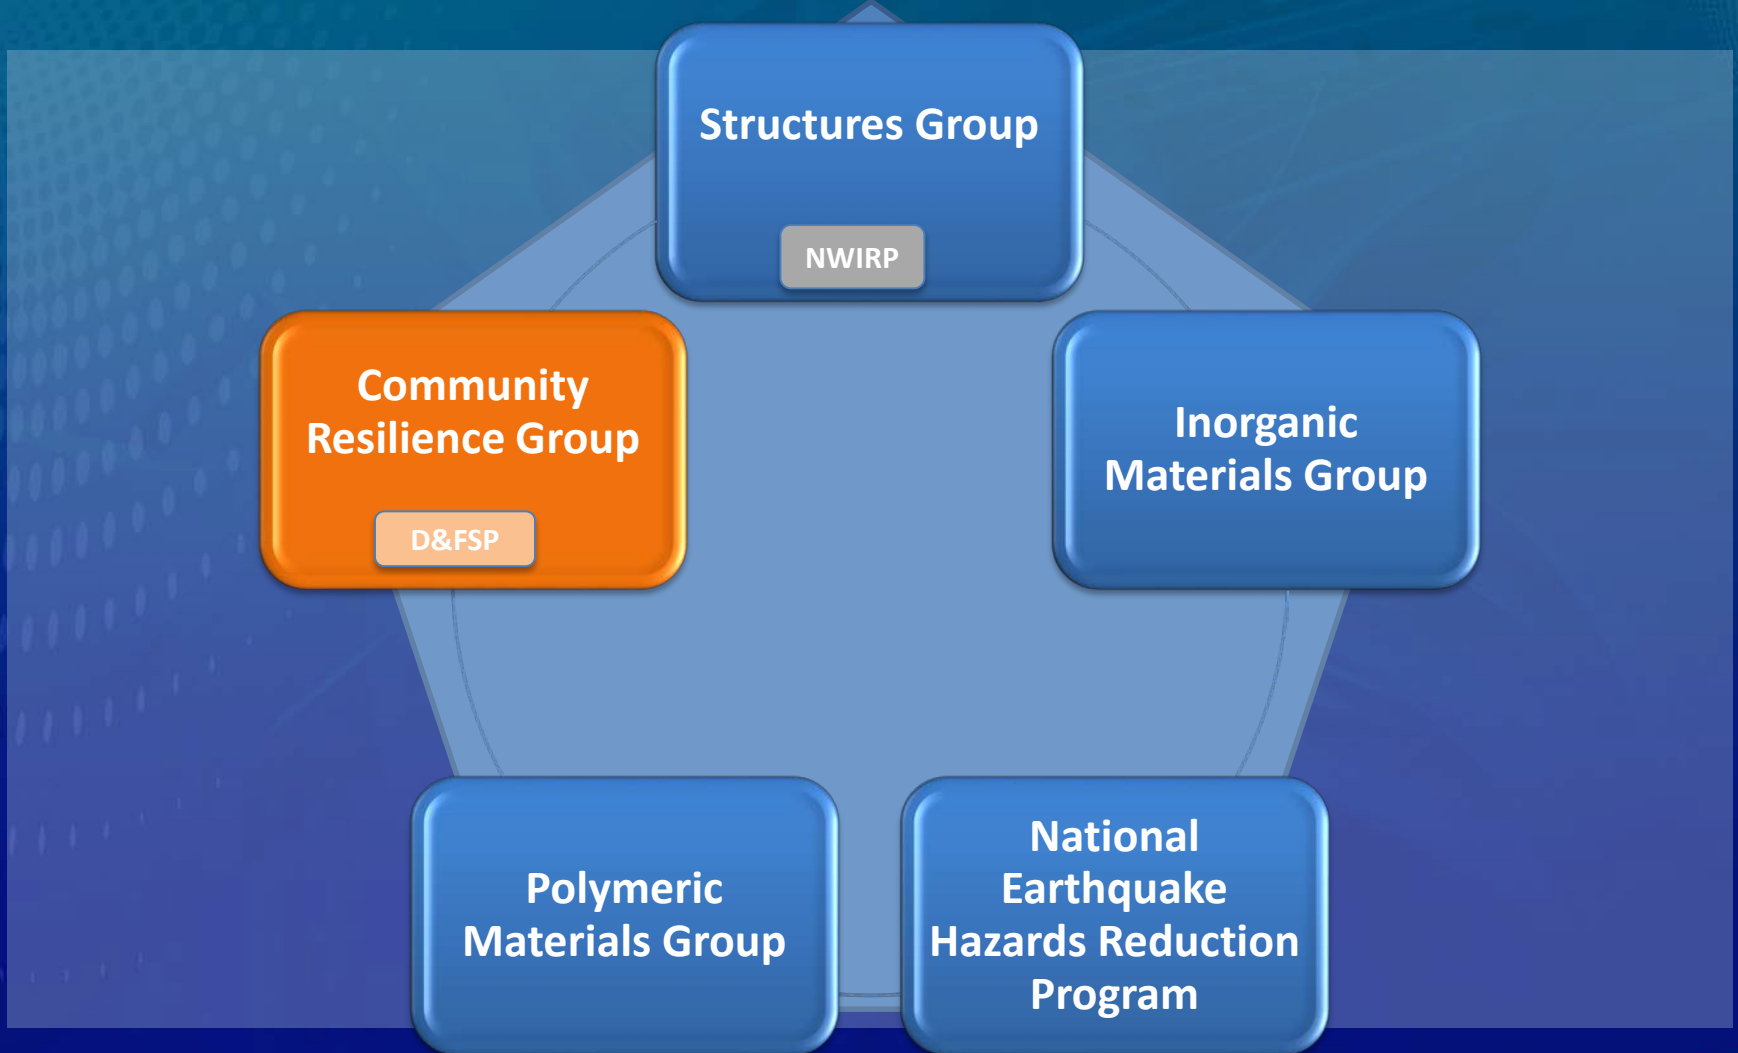 Structures Group
NWIRP
Community
Resilience Group
D&FSP
Inorganic
Materials Group
Polymeric
Materials Group
National
Earthquake
Hazards Reduction
Program